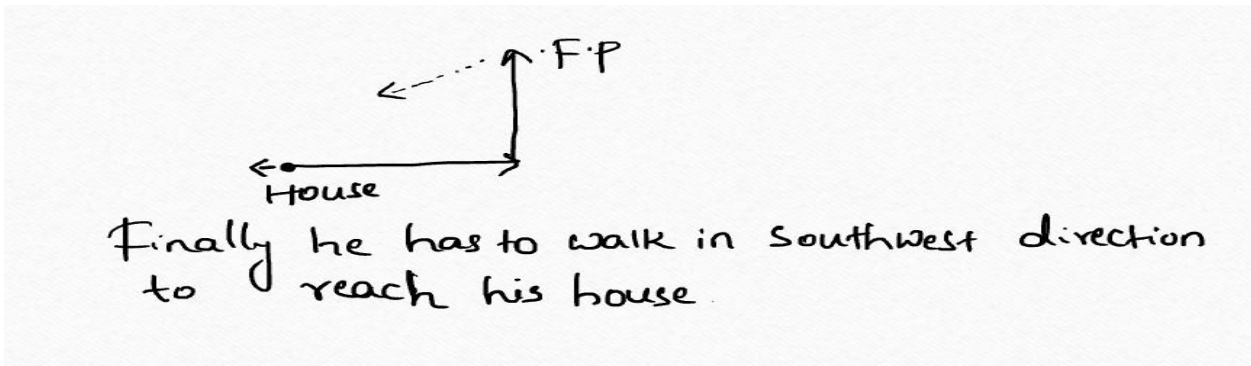 F.P
House
Finally he has to walk in southwest direction
to reach his house